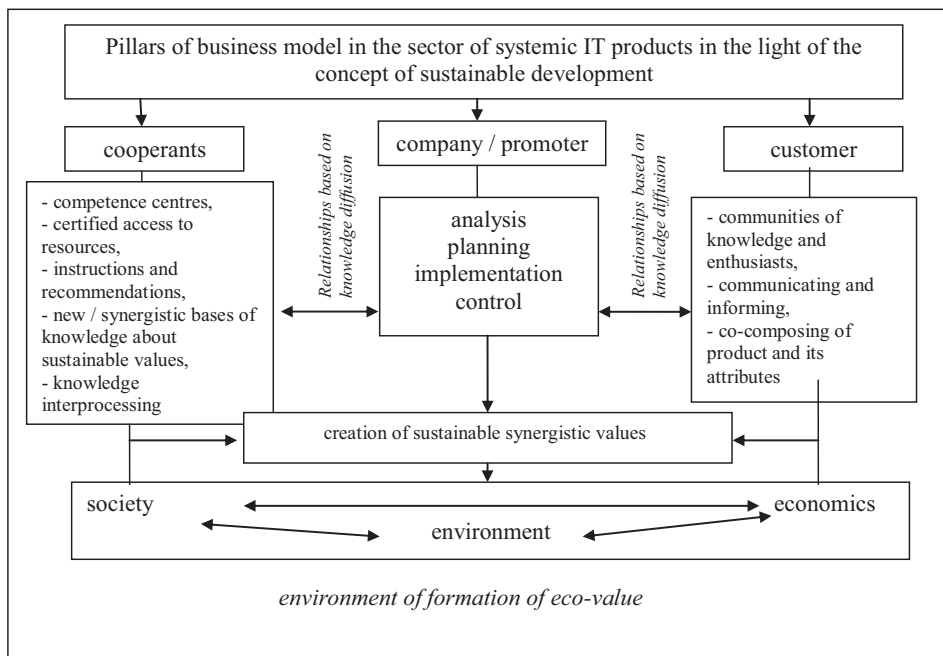 Pillars of business model in the sector of systemic IT products in the light of the
concept of sustainable development
cooperants
company / promoter
customer
- competence centres,
- certified access to
resources,
- instructions and
recommendations,
- new / synergistic bases of
knowledge about
sustainable values,
- knowledge
interprocessing
Relationships based on
knowledge diffusion
analysis
planning
implementation
control
Relationships based on
knowledge diffusion
- communities of
knowledge and
enthusiasts,
- communicating and
informing,
- co-composing of
product and its
attributes
creation of sustainable synergistic values
society
economics
environment
environment of formation of eco-value